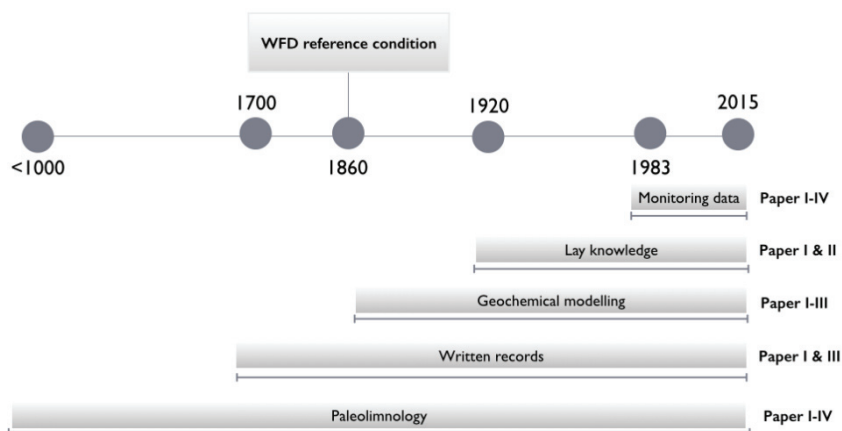 WFD reference condition
1700
1920
2015
<1000
1860
1983
Monitoring data Paper I-IV
Lay knowledge Paper I & II
Geochemical modelling Paper I-III
Written records Paper I & III
Paleolimnology Paper I-IV